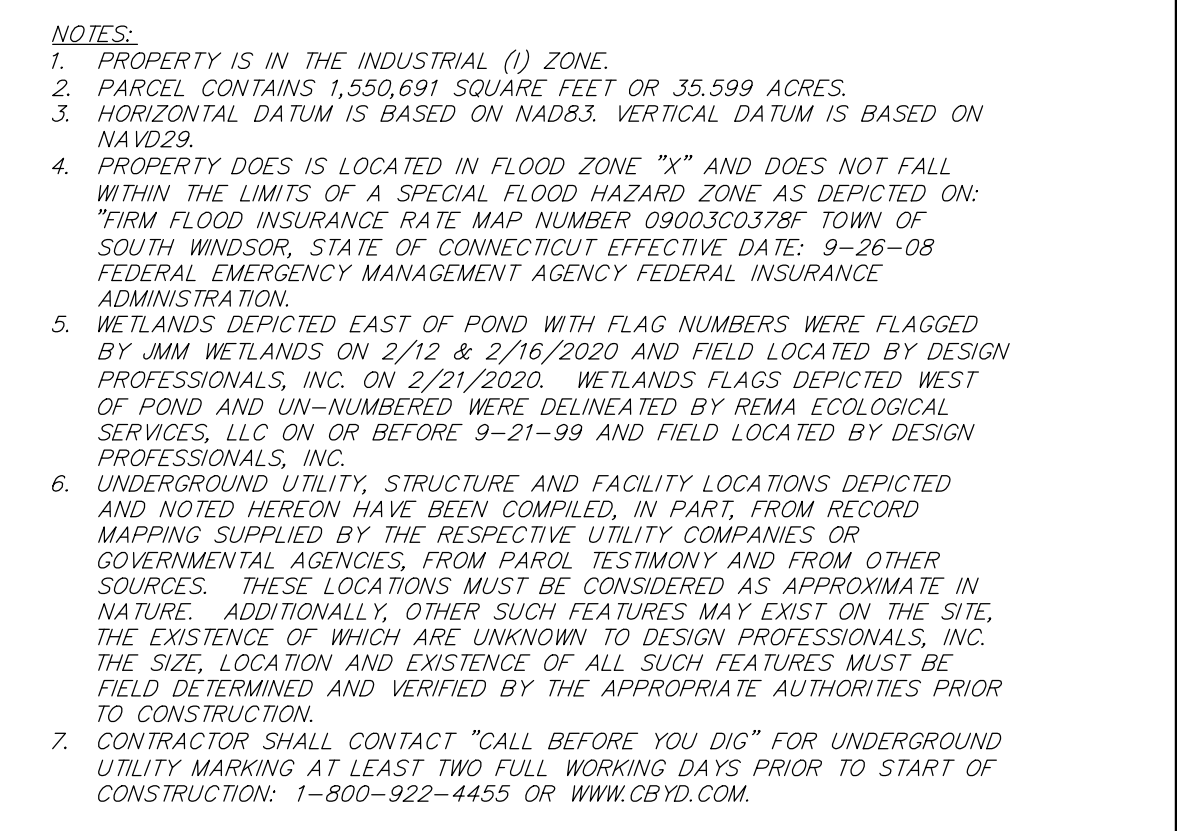 NOTES:
1. PROPERTY IS IN THE INDUSTRIAL (I) ZONE.
2. PARCEL CONTAINS 1,550,691 SQUARE FEET OR 35.599 ACRES.
3. HORIZONTAL DATUM IS BASED ON NAD83. VERTICAL DATUM IS BASED ON
NAVD29.
4. PROPERTY DOES IS LOCATED IN FLOOD ZONE "X" AND DOES NOT FALL
WITHIN THE LIMITS OF A SPECIAL FLOOD HAZARD ZONE AS DEPICTED ON:
"FIRM FLOOD INSURANCE RATE MAP NUMBER 09003C0378F TOWN OF
SOUTH WINDSOR, STATE OF CONNECTICUT EFFECTIVE DATE: 9-26-08
FEDERAL EMERGENCY MANAGEMENT AGENCY FEDERAL INSURANCE
ADMINISTRATION.
5. WETLANDS DEPICTED EAST OF POND WITH FLAG NUMBERS WERE FLAGGED
BY JMM WETLANDS ON 2/12 & 2/16/2020 AND FIELD LOCATED BY DESIGN
PROFESSIONALS, INC. ON 2/21/2020. WETLANDS FLAGS DEPICTED WEST
OF POND AND UN-NUMBERED WERE DELINEATED BY REMA ECOLOGICAL
SERVICES, LLC ON OR BEFORE 9-21-99 AND FIELD LOCATED BY DESIGN
PROFESSIONALS, INC.
6. UNDERGROUND UTILITY, STRUCTURE AND FACILITY LOCATIONS DEPICTED
AND NOTED HEREON HAVE BEEN COMPILED, IN PART, FROM RECORD
MAPPING SUPPLIED BY THE RESPECTIVE UTILITY COMPANIES OR
GOVERNMENTAL AGENCIES, FROM PAROL TESTIMONY AND FROM OTHER
SOURCES. THESE LOCATIONS MUST BE CONSIDERED AS APPROXIMATE IN
NATURE. ADDITIONALLY, OTHER SUCH FEATURES MAY EXIST ON THE SITE,
THE EXISTENCE OF WHICH ARE UNKNOWN TO DESIGN PROFESSIONALS, INC.
THE SIZE, LOCATION AND EXISTENCE OF ALL SUCH FEATURES MUST BE
FIELD DETERMINED AND VERIFIED BY THE APPROPRIATE AUTHORITIES PRIOR
TO CONSTRUCTION.
7. CONTRACTOR SHALL CONTACT "CALL BEFORE YOU DIG" FOR UNDERGROUND
UTILITY MARKING AT LEAST TWO FULL WORKING DAYS PRIOR TO START OF
CONSTRUCTION: 1-800-922-4455 OR WWW.CBYD.COM.